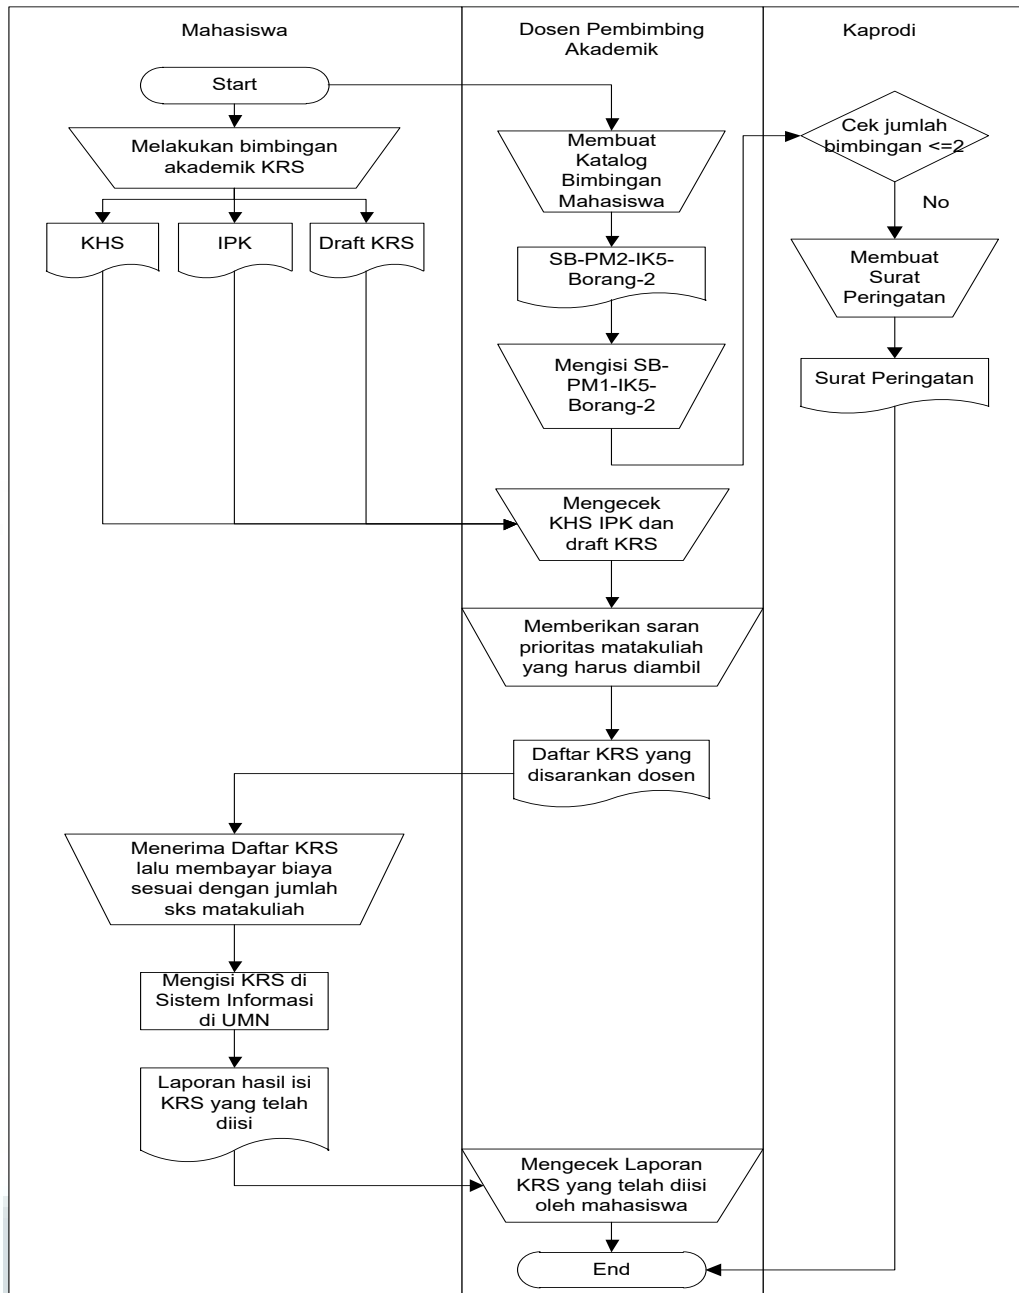 Mahasiswa
Dosen Pembimbing
Akademik
Kaprodi
Start
Melakukan bimbingan
akademik KRS
KHS
IPK
Draft KRS
Membuat
Katalog
Bimbingan
Mahasiswa
SB-PM2-IK5-
Borang-2
Mengisi SB-
PM1-IK5-
Borang-2
Cek jumlah
bimbingan <=2
No
Membuat
Surat
Peringatan
Surat Peringatan
Mengecek
KHS IPK dan
draft KRS
Memberikan saran
prioritas matakuliah
yang harus diambil
Daftar KRS yang
disarankan dosen
Menerima Daftar KRS
lalu membayar biaya
sesuai dengan jumlah
sks matakuliah
Mengisi KRS di
Sistem Informasi
di UMN
Laporan hasil isi
KRS yang telah
diisi
Mengecek Laporan
KRS yang telah diisi
oleh mahasiswa
End